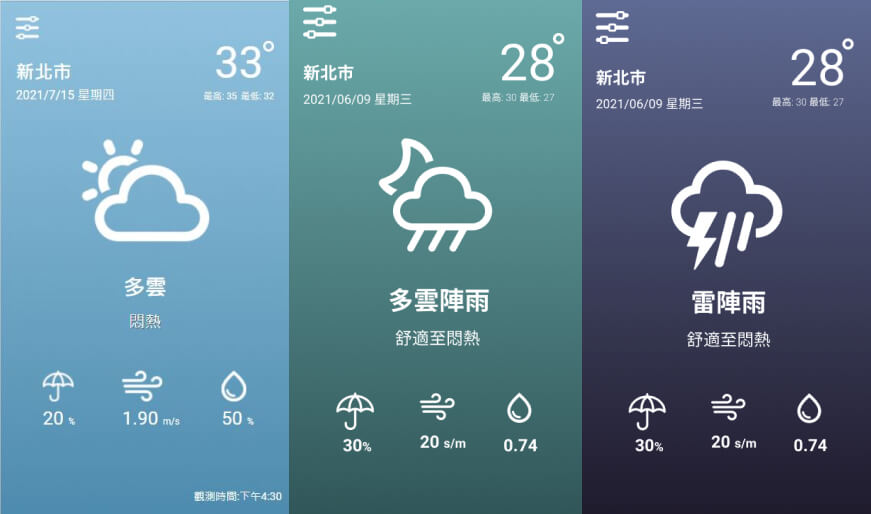 33°
新北市
2021/7/15 星期四
最高: 35 最低: 32
多雲
悶熱
20 %
1.90 m/s
50 %
觀測時間:下午4:30
28°
新北市
2021/06/09 星期三
最高: 30 最低: 27
多雲陣雨
舒適至悶熱
30%
20 s/m
0.74
28°
新北市
2021/06/09 星期三
最高: 30 最低: 27
雷陣雨
舒適至悶熱
30%
20 s/m
0.74